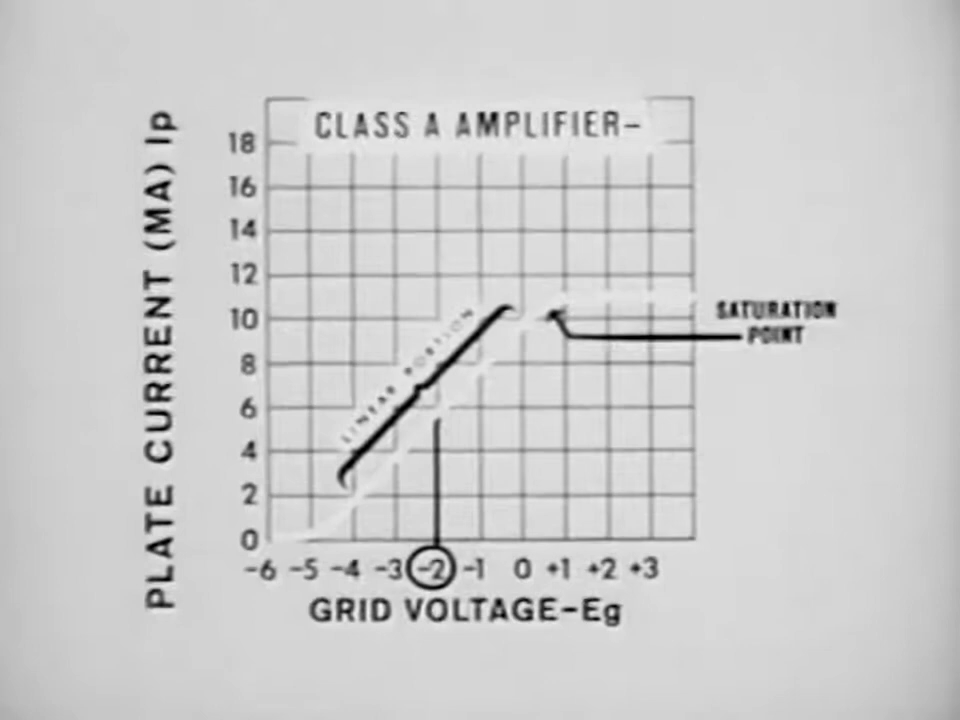 CLASS A AMPLIFIER-
PLATE CURRENT (MA) Ip
18
16
14
12
10
8
6
4
2
0
LINEAR PORTION
SATURATION
POINT
-6 -5 -4 -3 -2 -1 0 +1 +2 +3
GRID VOLTAGE-Eg